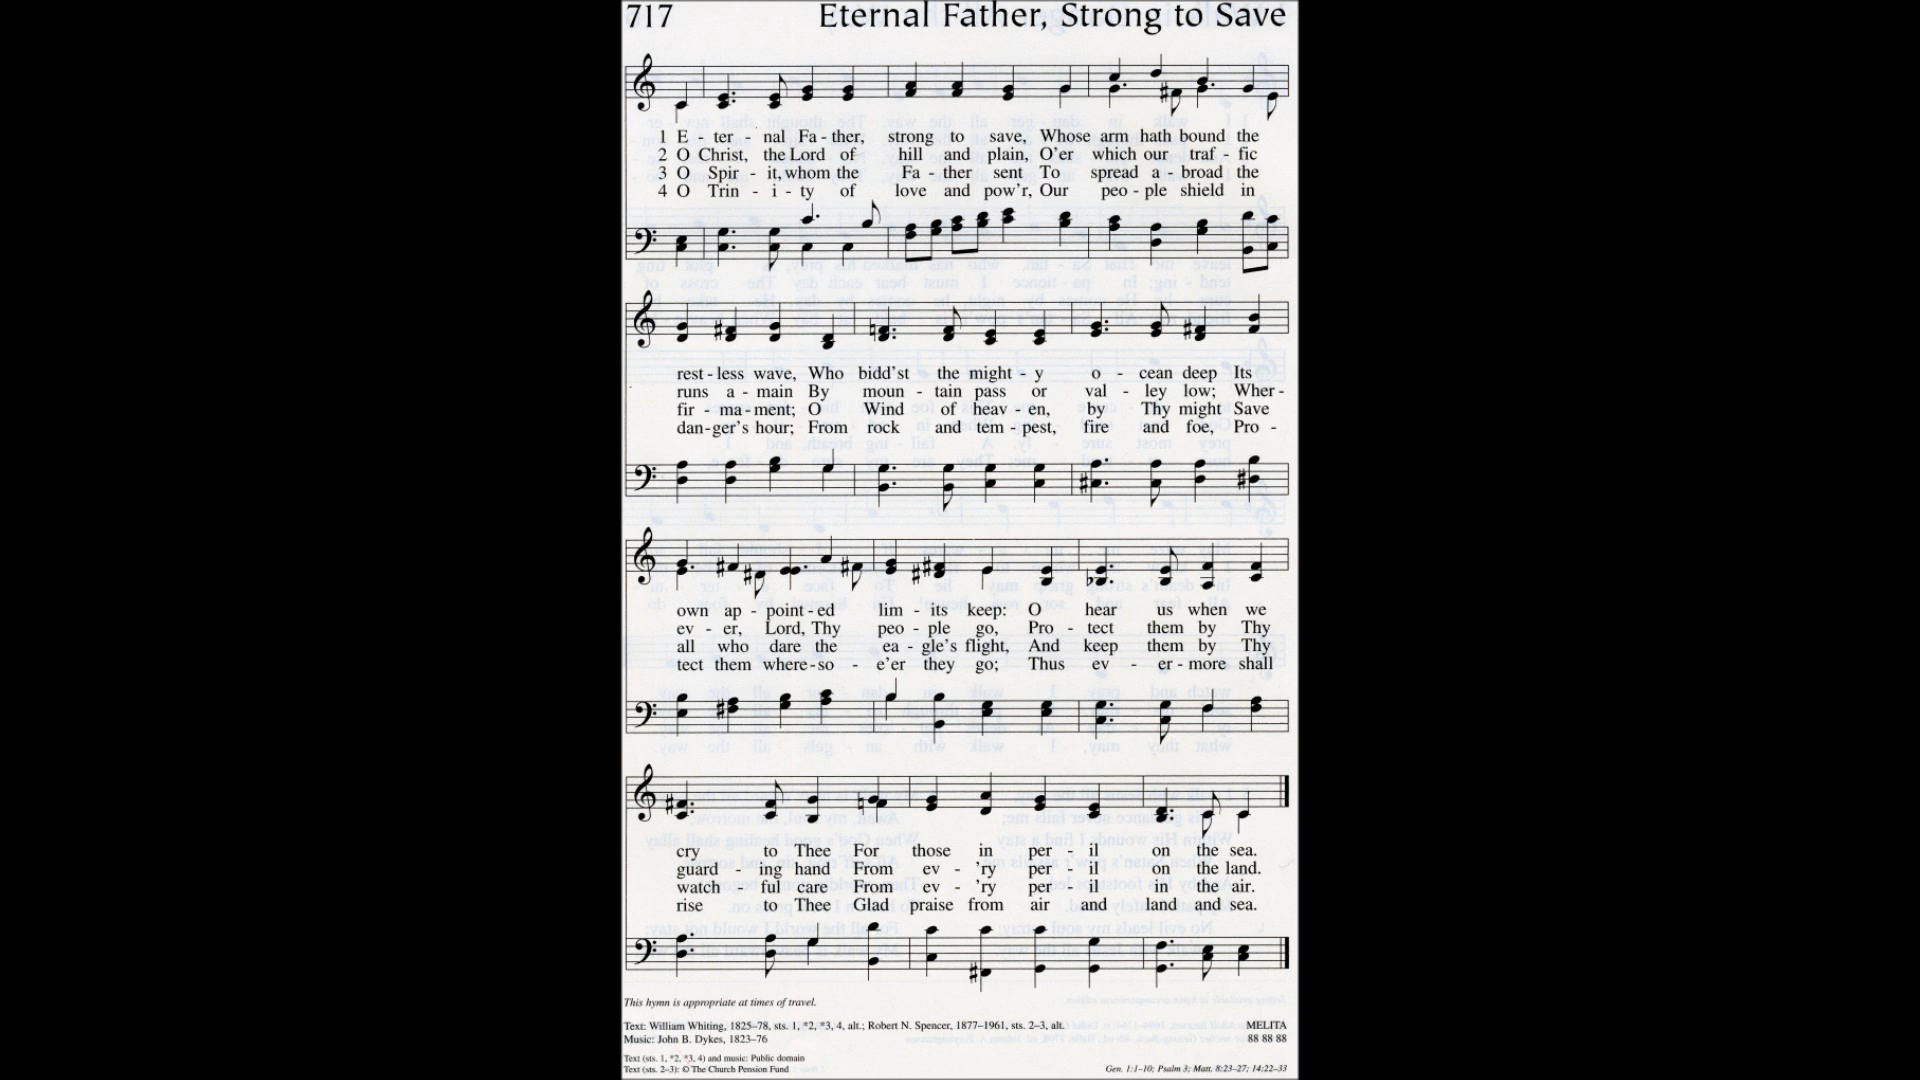 717 Eternal Father, Strong to Save
1 E - ter - nal Fa - ther, strong to save, Whose arm hath bound the
2 O Christ, the Lord of hill and plain, O'er which our traf - fic
3 O Spir - it, whom the Fa - ther sent To spread a - broad the
4 O Trin - i - ty of love and pow'r, Our peo - ple shield in
rest - less wave, Who bidd'st the might - y o - cean deep Its
runs a - main By moun - tain pass or val - ley low; Wher -
fir - ma - ment; O Wind of heav - en, by Thy might Save
dan - ger's hour; From rock and tem - pest, fire and foe, Pro -
own ap - point - ed lim - its keep: O hear us when we
ev - er, Lord, Thy peo - ple go, Pro - tect them by Thy
all who dare the ea - gle's flight, And keep them by Thy
tect them where - so - e'er they go; Thus ev - er - more shall
cry to Thee For those in per - il on the sea.
guard - ing hand From ev - 'ry per - il on the land.
watch - ful care From ev - 'ry per - il in the air.
rise to Thee Glad praise from air and land and sea.
This hymn is appropriate at times of travel.
Text: William Whiting, 1825–78, sts. 1, *2, *3, 4, alt.; Robert N. Spencer, 1877–1961, sts. 2–3, alt. MELITA
Music: John B. Dykes, 1823–76 88 88 88
Text (sts. 1, *2, *3, 4) and music: Public domain
Text (sts. 2–3): © The Church Pension Fund Gen. 1:1–10; Psalm 3; Matt. 8:23–27; 14:22–33